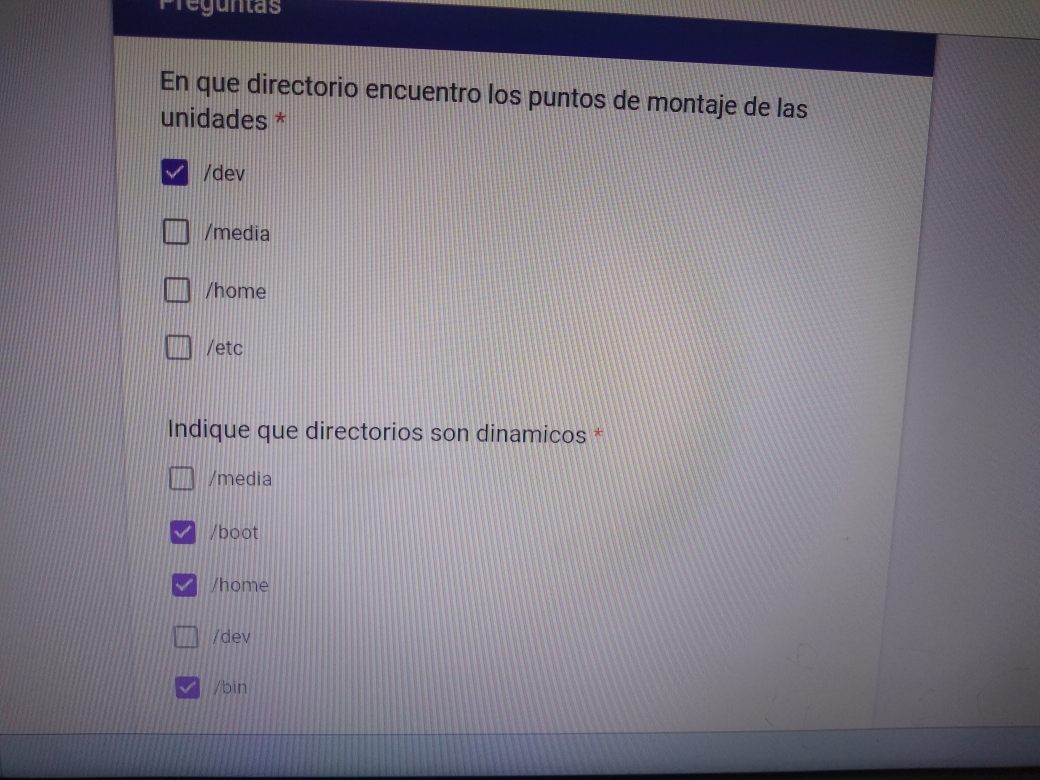 Preguntas
En que directorio encuentro los puntos de montaje de las
unidades *
/dev
/media
/home
/etc
Indique que directorios son dinamicos *
/media
/boot
/home
/dev
/bin